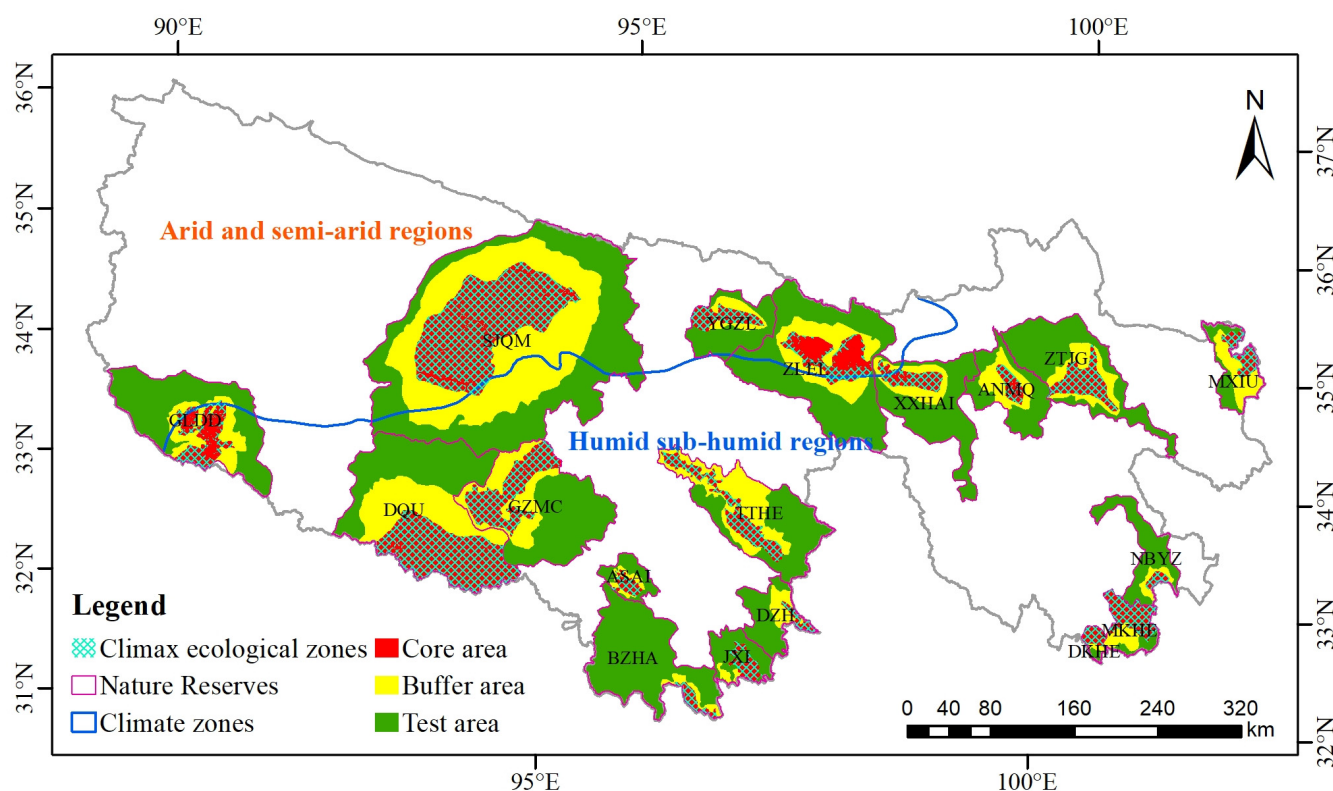 90°E 95°E 100°E
36°N
35°N
34°N
33°N
32°N
31°N
37°N
36°N
35°N
34°N
33°N
32°N
N
Arid and semi-arid regions
Humid sub-humid regions
SJQM
YGZL
ZLEL
XXHAI
ANMQ
ZTJG
MXIU
GLDD
DQU
GZMC
TTHE
ASAI
DZH
BZHA
JXI
NBYZ
MKHE
DKHE
Legend
Climax ecological zones Core area
Nature Reserves Buffer area
Climate zones Test area
0 40 80 160 240 320
km
95°E 100°E